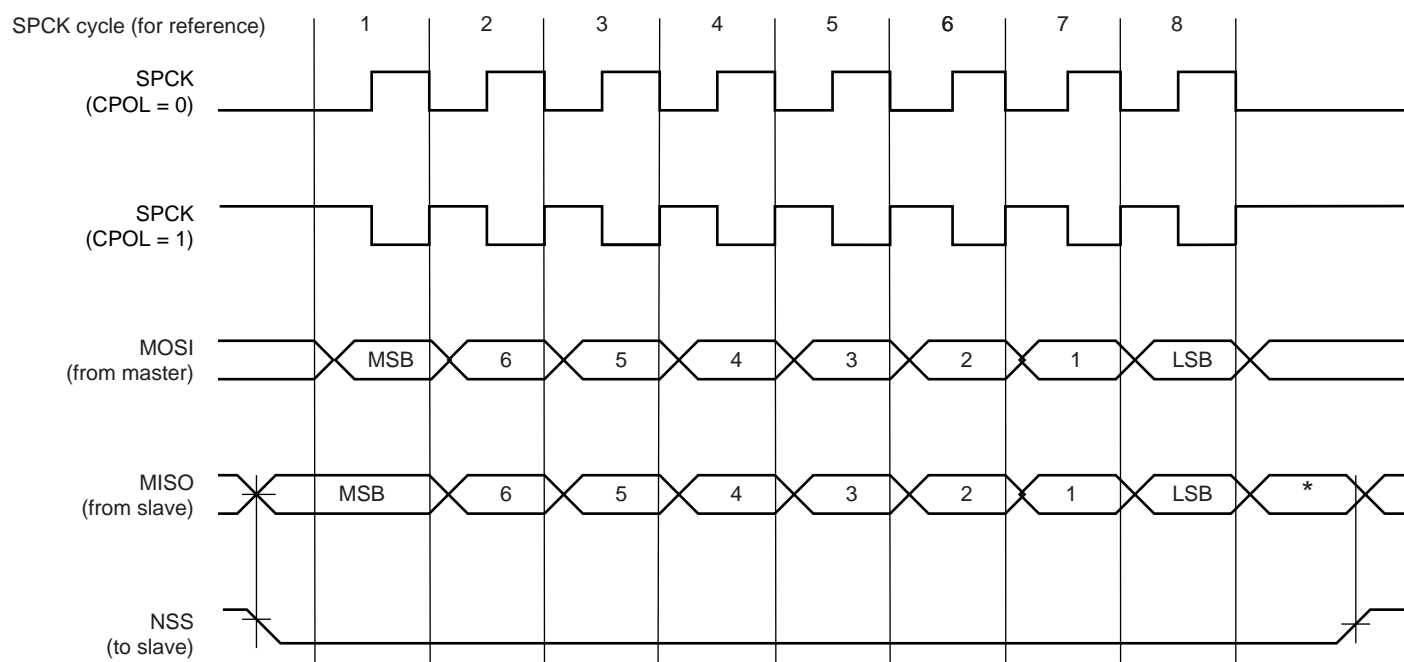 SPCK cycle (for reference) 1 2 3 4 5 6 7 8
SPCK
(CPOL = 0)
SPCK
(CPOL = 1)
MOSI
(from master)
MSB 6 5 4 3 2 1 LSB
MISO
(from slave)
MSB 6 5 4 3 2 1 LSB *
NSS
(to slave)